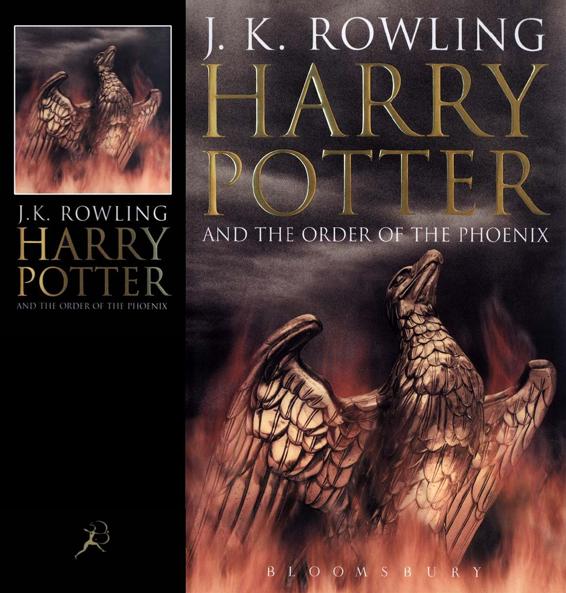 J.K. ROWLING
HARRY
POTTER
AND THE ORDER OF THE PHOENIX
J. K. ROWLING
HARRY
POTTER
AND THE ORDER OF THE PHOENIX
BLOOMSBURY